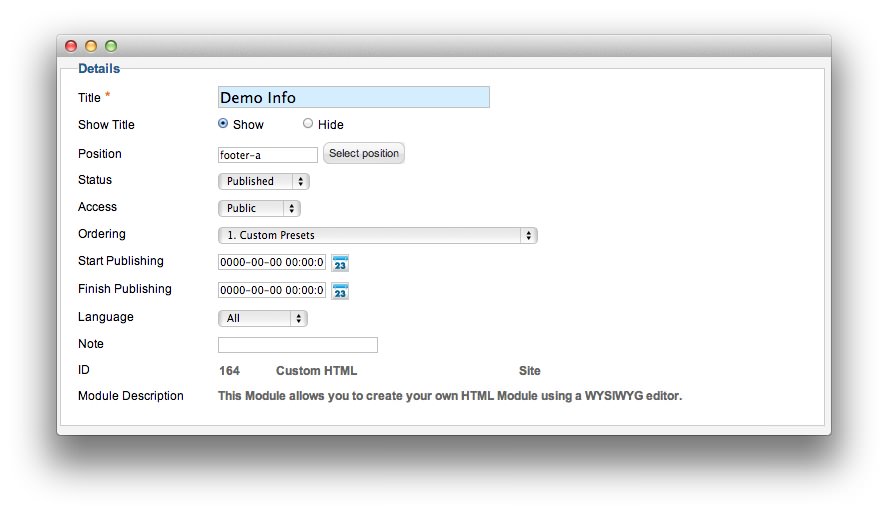 Details
Title * Demo Info
Show Title Show Hide
Position footer-a Select position
Status Published
Access Public
Ordering 1. Custom Presets
Start Publishing 0000-00-00 00:00:0 23
Finish Publishing 0000-00-00 00:00:0 23
Language All
Note
ID 164 Custom HTML Site
Module Description This Module allows you to create your own HTML Module using a WYSIWYG editor.